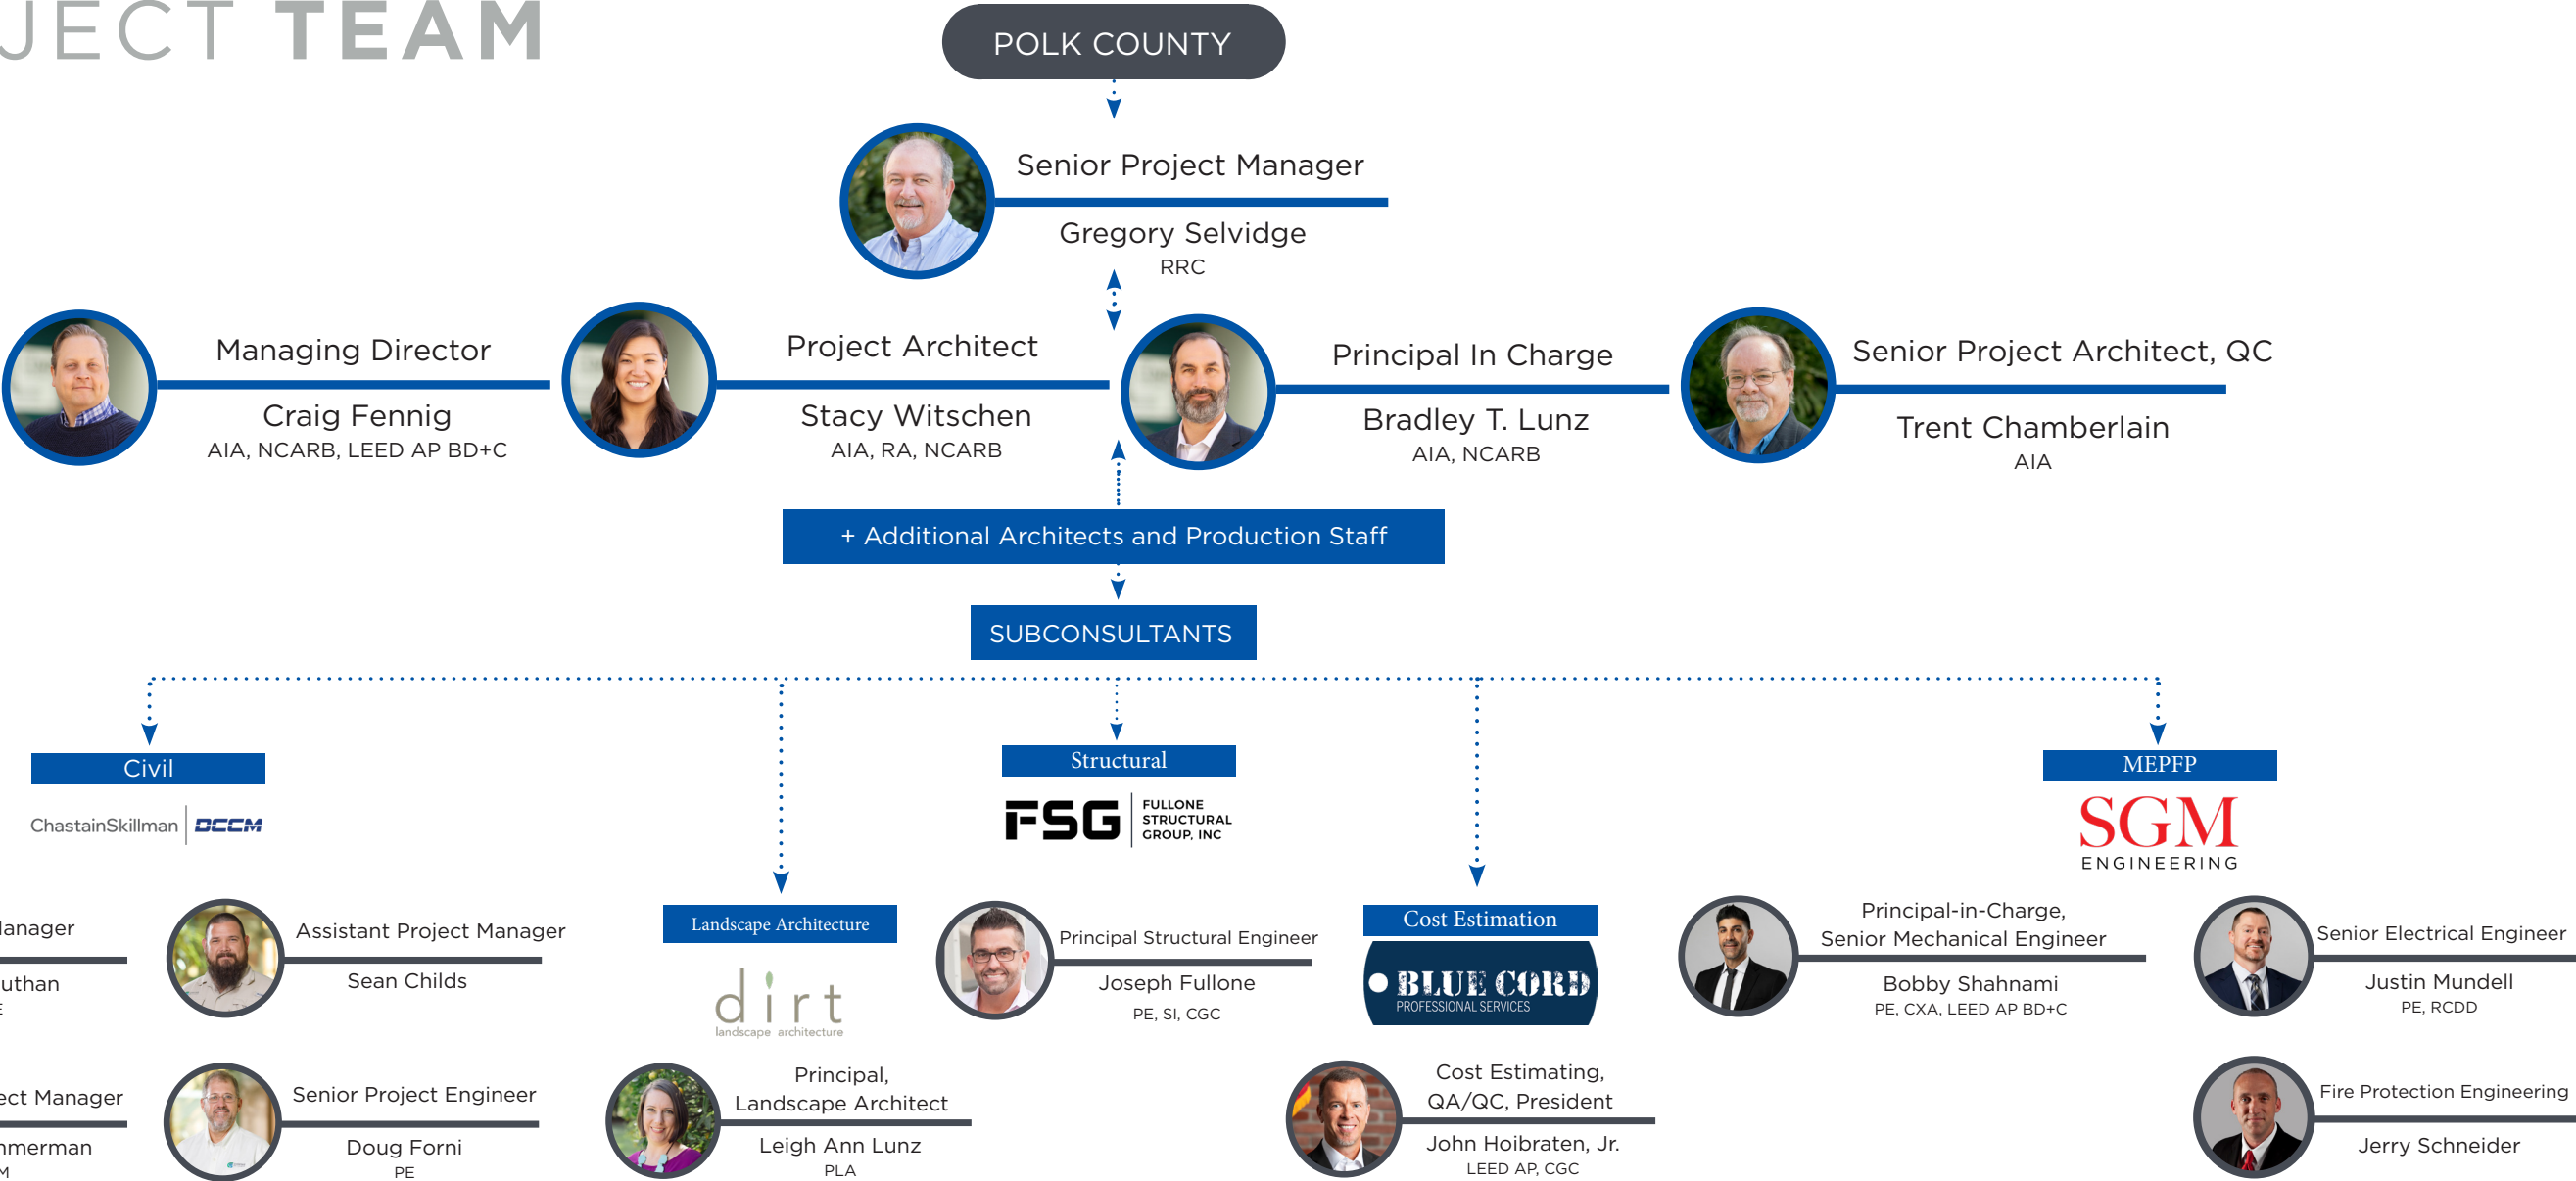 JECT TEAM
POLK COUNTY
Senior Project Manager
Gregory Selvidge
RRC
Managing Director
Craig Fennig
AIA, NCARB, LEED AP BD+C
Project Architect
Stacy Witschen
AIA, RA, NCARB
Principal In Charge
Bradley T. Lunz
AIA, NCARB
Senior Project Architect, QC
Trent Chamberlain
AIA
+ Additional Architects and Production Staff
SUBCONSULTANTS
Civil
ChastainSkillman DCCM
anager
uthan
Assistant Project Manager
Sean Childs
ect Manager
merman
M
Senior Project Engineer
Doug Forni
PE
Landscape Architecture
dirt
landscape architecture
Principal,
Landscape Architect
Leigh Ann Lunz
PLA
Structural
FSG
FULLONE
STRUCTURAL
GROUP, INC
Principal Structural Engineer
Joseph Fullone
PE, SI, CGC
Cost Estimation
BLUE CORD
PROFESSIONAL SERVICES
Cost Estimating,
QA/QC, President
John Hoibraten, Jr.
LEED AP, CGC
MEPFP
SGM
ENGINEERING
Principal-in-Charge,
Senior Mechanical Engineer
Bobby Shahnami
PE, CXA, LEED AP BD+C
Senior Electrical Engineer
Justin Mundell
PE, RCDD
Fire Protection Engineering
Jerry Schneider